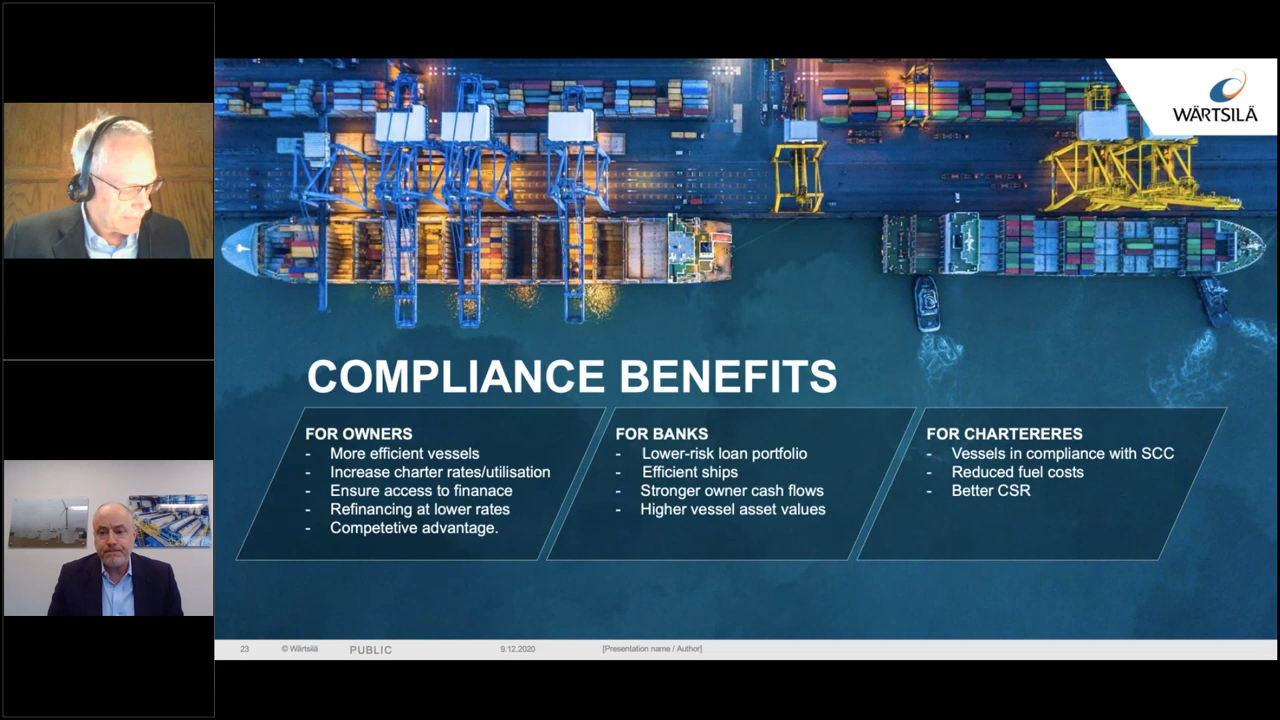 WÄRTSILÄ
COMPLIANCE BENEFITS
FOR OWNERS
- More efficient vessels
- Increase charter rates/utilisation
- Ensure access to finanace
- Refinancing at lower rates
- Competetive advantage.
FOR BANKS
- Lower-risk loan portfolio
- Efficient ships
- Stronger owner cash flows
- Higher vessel asset values
FOR CHARTERERES
- Vessels in compliance with SCC
- Reduced fuel costs
- Better CSR
23 © Wärtsilä PUBLIC 9.12.2020 [Presentation name / Author]